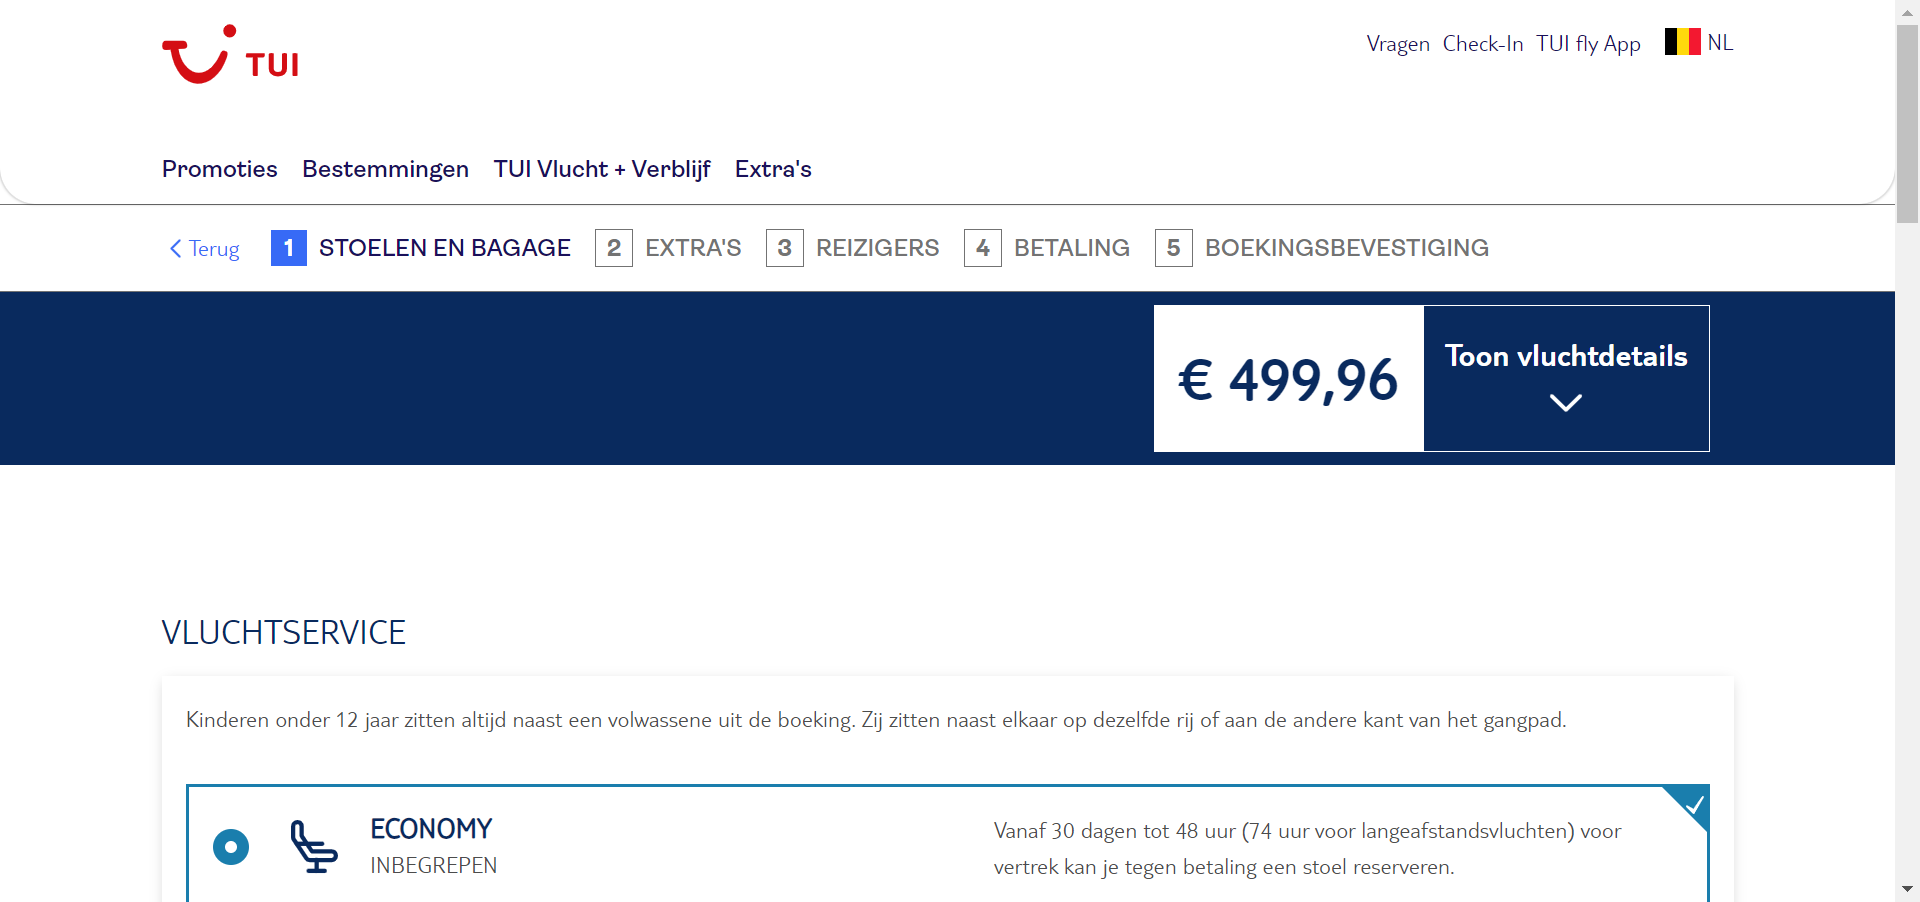 TUI
Vragen Check-In TUI fly App NL
Promoties Bestemmingen TUI Vlucht + Verblijf Extra's
Terug 1 STOELEN EN BAGAGE 2 EXTRA'S 3 REIZIGERS 4 BETALING 5 BOEKINGSBEVESTIGING
€ 499,96
Toon vluchtdetails
VLUCHTSERVICE
Kinderen onder 12 jaar zitten altijd naast een volwassene uit de boeking. Zij zitten naast elkaar op dezelfde rij of aan de andere kant van het gangpad.
ECONOMY
INBEGREPEN
Vanaf 30 dagen tot 48 uur (74 uur voor langeafstandsvluchten) voor
vertrek kan je tegen betaling een stoel reserveren.